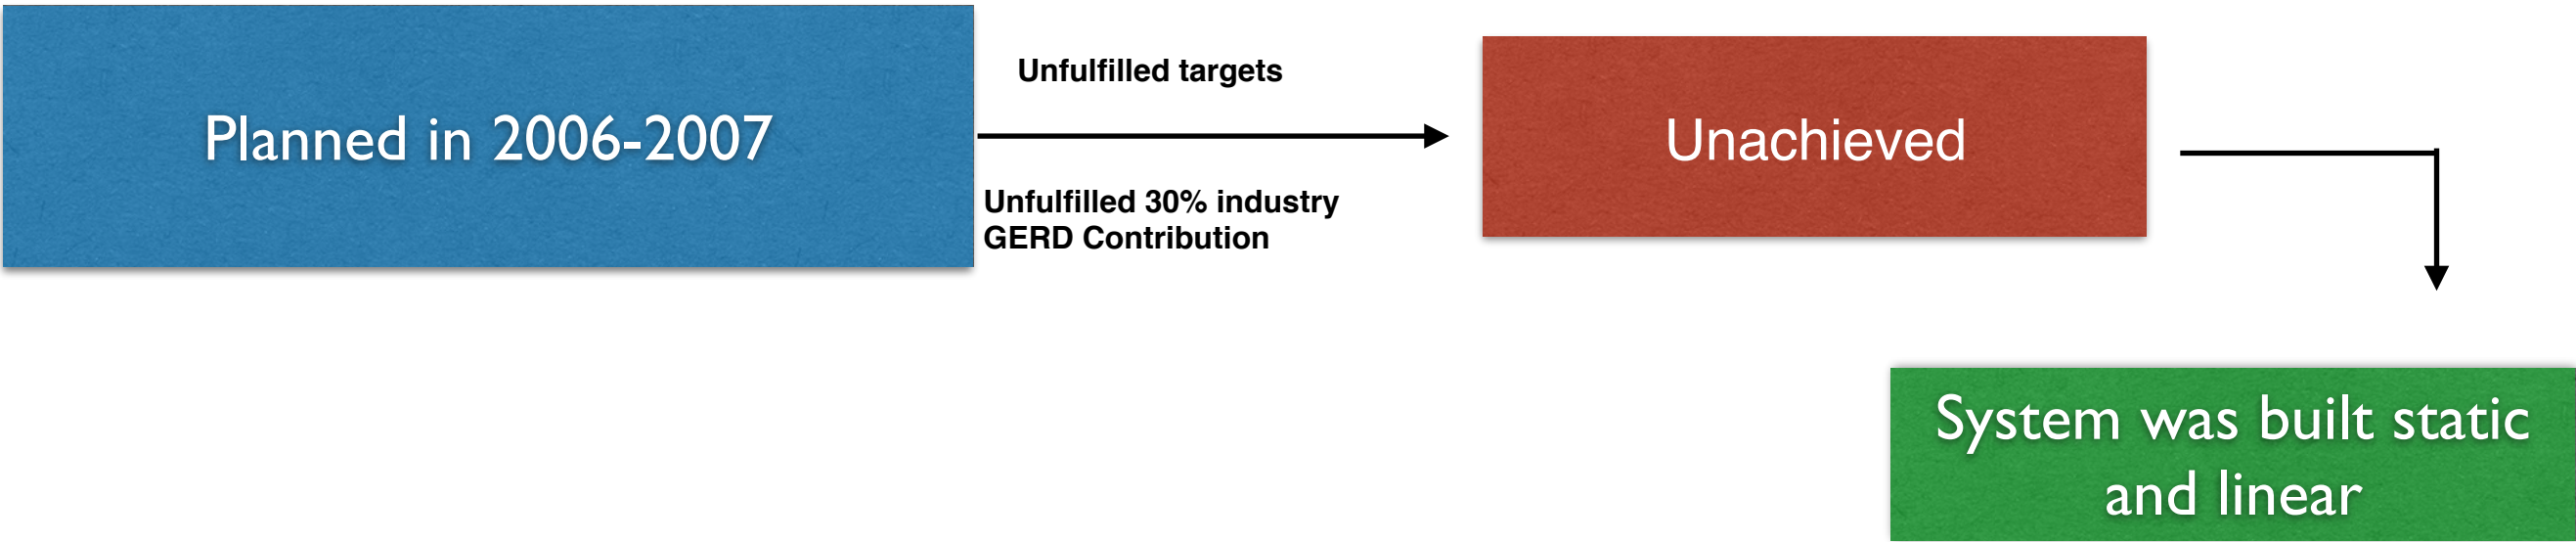 Planned in 2006-2007
Unfulfilled targets
Unfulfilled 30% industry
GERD Contribution
Unachieved
System was built static
and linear